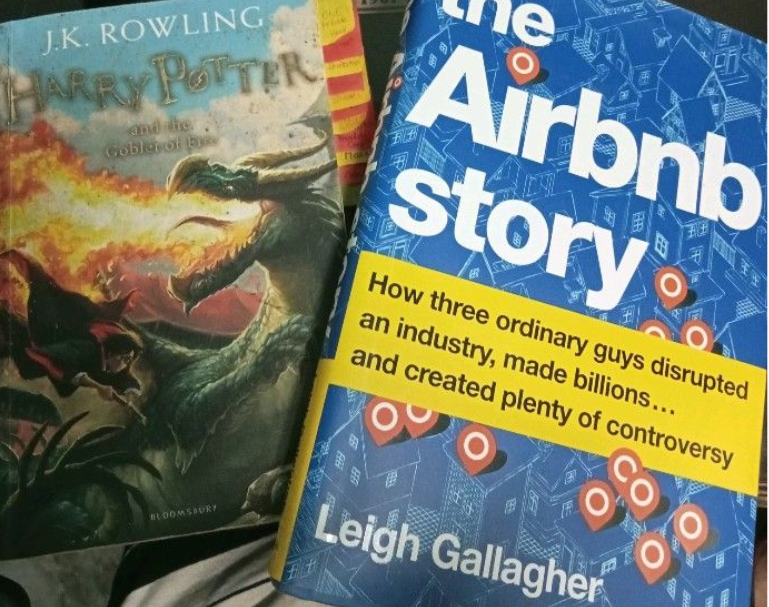 J.K. ROWLING
HARRY POTTER
and the
Goblet of Fire
BLOOMSBURY
the
Airbnb
story
How three ordinary guys disrupted
an industry, made billions...
and created plenty of controversy
Leigh Gallagher